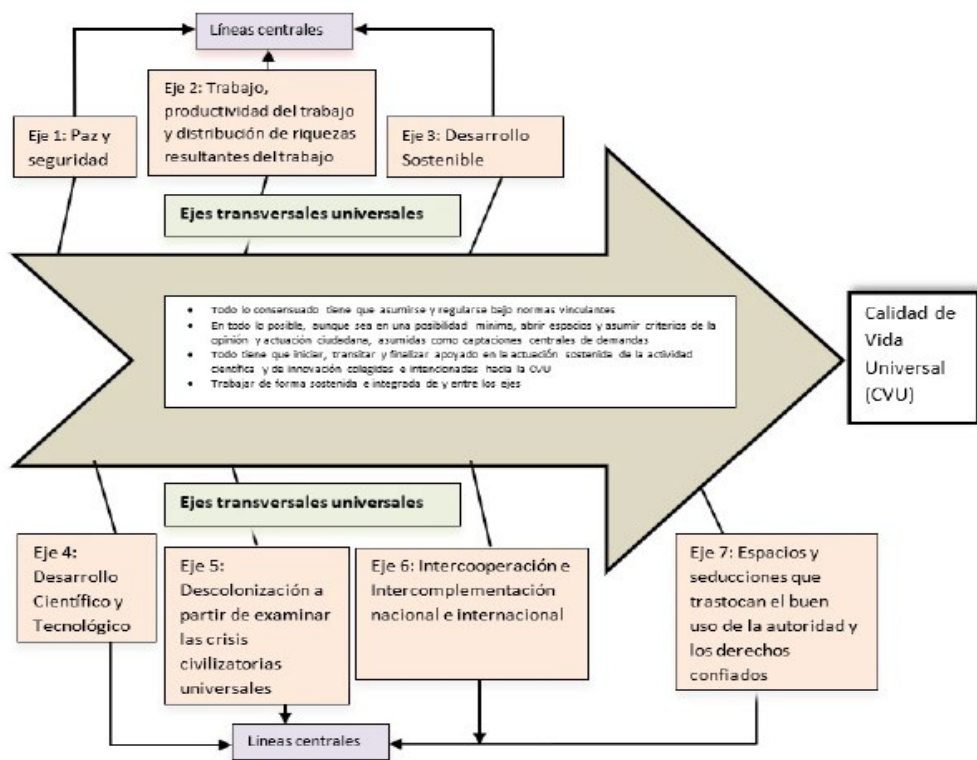 Líneas centrales
Eje 1: Paz y
seguridad
Eje 2: Trabajo,
productividad del trabajo
y distribución de riquezas
resultantes del trabajo
Eje 3: Desarrollo
Sostenible
Ejes transversales universales
• Todo lo consensuado tiene que asumirse y regularse bajo normas vinculantes
• En todo lo posible, aunque sea en una posibilidad mínima, abrir espacios y asumir criterios de la
opinión y actuación ciudadana, asumidas como captaciones centrales de demandas
• Todo tiene que iniciar, transitar y finalizar apoyado en la actuación sostenida de la actividad
científica y de innovación colegiadas e intencionadas hacia la CVU
• Trabajar de forma sostenida e integrada de y entre los ejes
Calidad de
Vida
Universal
(CVU)
Ejes transversales universales
Eje 4:
Desarrollo
Científico y
Tecnológico
Eje 5:
Descolonización a
partir de examinar
las crisis
civilizatorias
universales
Eje 6: Intercooperación e
Intercomplementación
nacional e internacional
Eje 7: Espacios y
seducciones que
trastocan el buen
uso de la autoridad y
los derechos
confiados
Líneas centrales